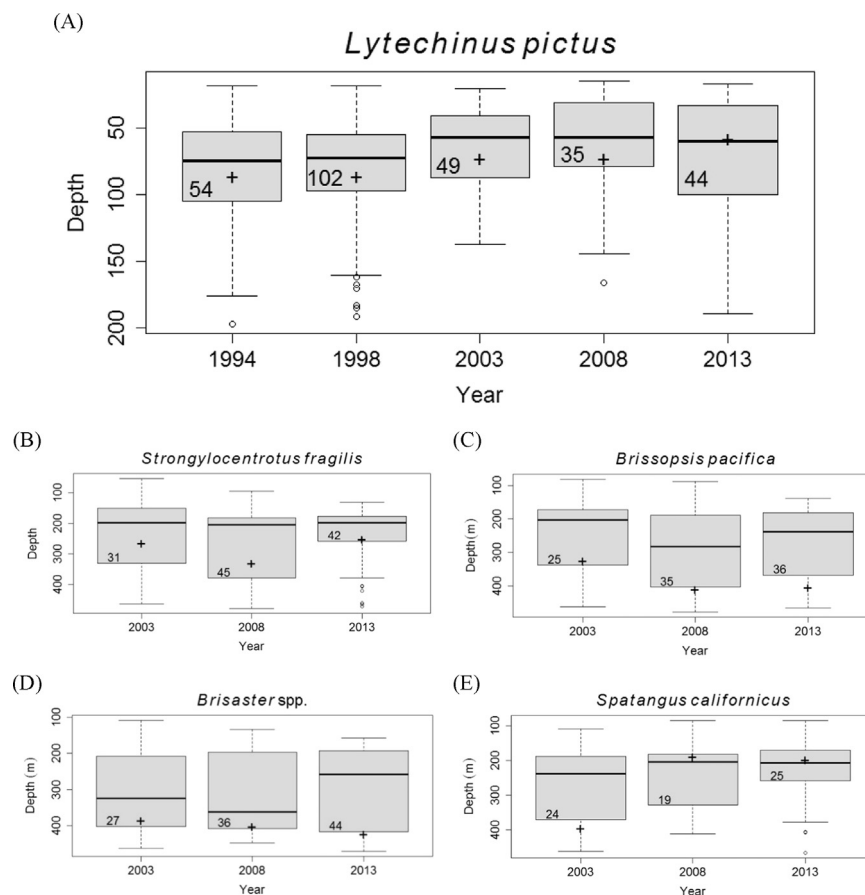 (A)
Lytechinus pictus
Depth
50
100
150
200
54
102
49
35
44
1994 1998 2003 2008 2013
Year
(B)
Strongylocentrotus fragilis
Depth
100
200
300
400
31
45
42
2003 2008 2013
Year
(C)
Brissopsis pacifica
Depth (m)
100
200
300
400
25
35
36
2003 2008 2013
Year
(D)
Brisaster spp.
Depth (m)
100
200
300
400
27
36
44
2003 2008 2013
Year
(E)
Spatangus californicus
Depth (m)
100
200
300
400
24
19
25
2003 2008 2013
Year